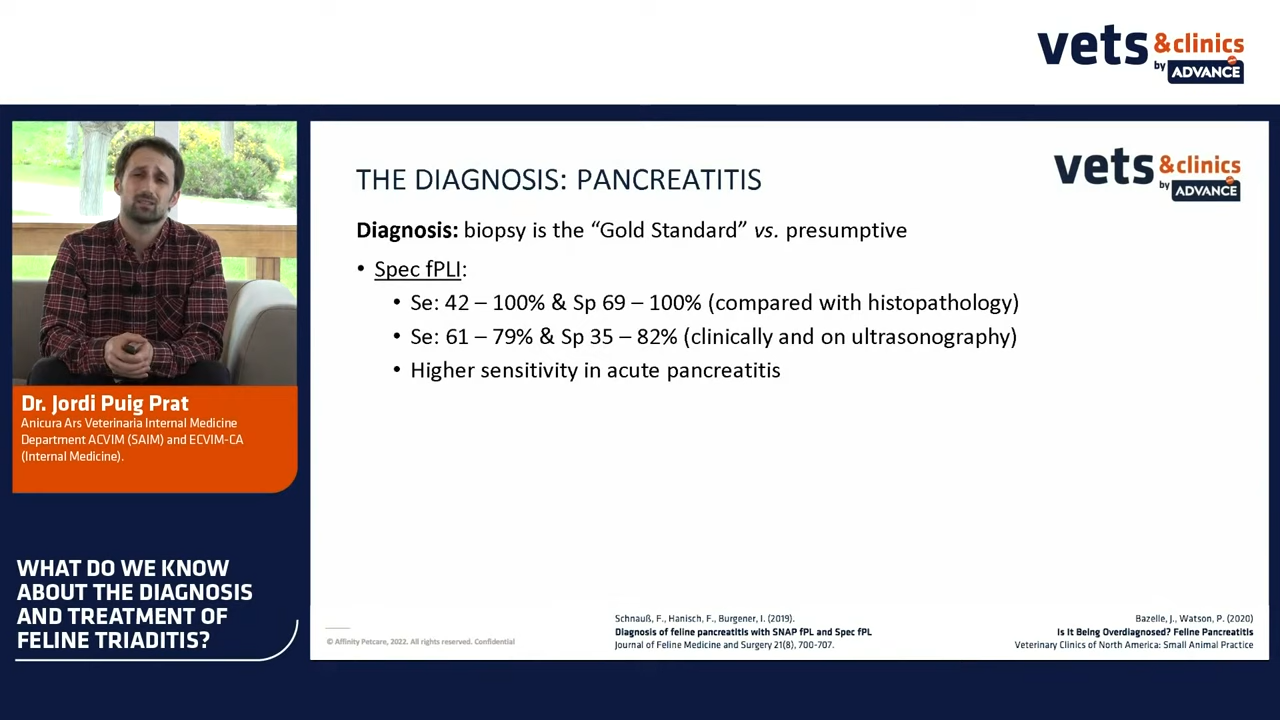 vets &clinics
by ADVANCE
vets &clinics
by ADVANCE
THE DIAGNOSIS: PANCREATITIS
Diagnosis: biopsy is the “Gold Standard” vs. presumptive
• Spec fPLI:
• Se: 42 – 100% & Sp 69 – 100% (compared with histopathology)
• Se: 61 – 79% & Sp 35 – 82% (clinically and on ultrasonography)
• Higher sensitivity in acute pancreatitis
Dr. Jordi Puig Prat
Anicura Ars Veterinaria Internal Medicine
Department ACVIM (SAIM) and ECVIM-CA
(Internal Medicine).
WHAT DO WE KNOW
ABOUT THE DIAGNOSIS
AND TREATMENT OF
FELINE TRIADITIS?
© Affinity Petcare, 2022. All rights reserved. Confidential
Schnauß, F., Hanisch, F., Burgener, I. (2019).
Diagnosis of feline pancreatitis with SNAP fPL and Spec fPL
Journal of Feline Medicine and Surgery 21(8), 700-707.
Bazelle, J., Watson, P. (2020)
Is It Being Overdiagnosed? Feline Pancreatitis
Veterinary Clinics of North America: Small Animal Practice